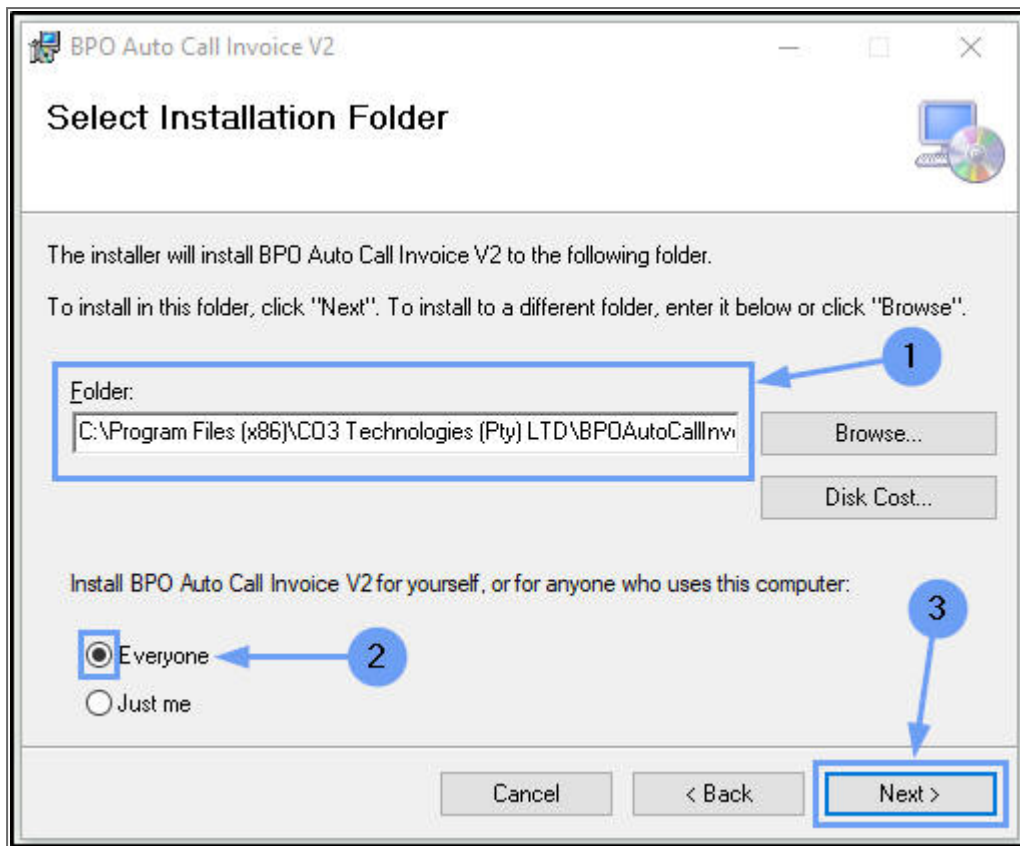 BPO Auto Call Invoice V2
Select Installation Folder
The installer will install BPO Auto Call Invoice V2 to the following folder.
To install in this folder, click "Next". To install to a different folder, enter it below or click "Browse".
1
Folder:
C:\Program Files (x86)\CO3 Technologies (Pty) LTD\BPOAutoCallInv
Browse...
Disk Cost...
Install BPO Auto Call Invoice V2 for yourself, or for anyone who uses this computer:
3
Everyone 2
Just me
Cancel < Back Next >